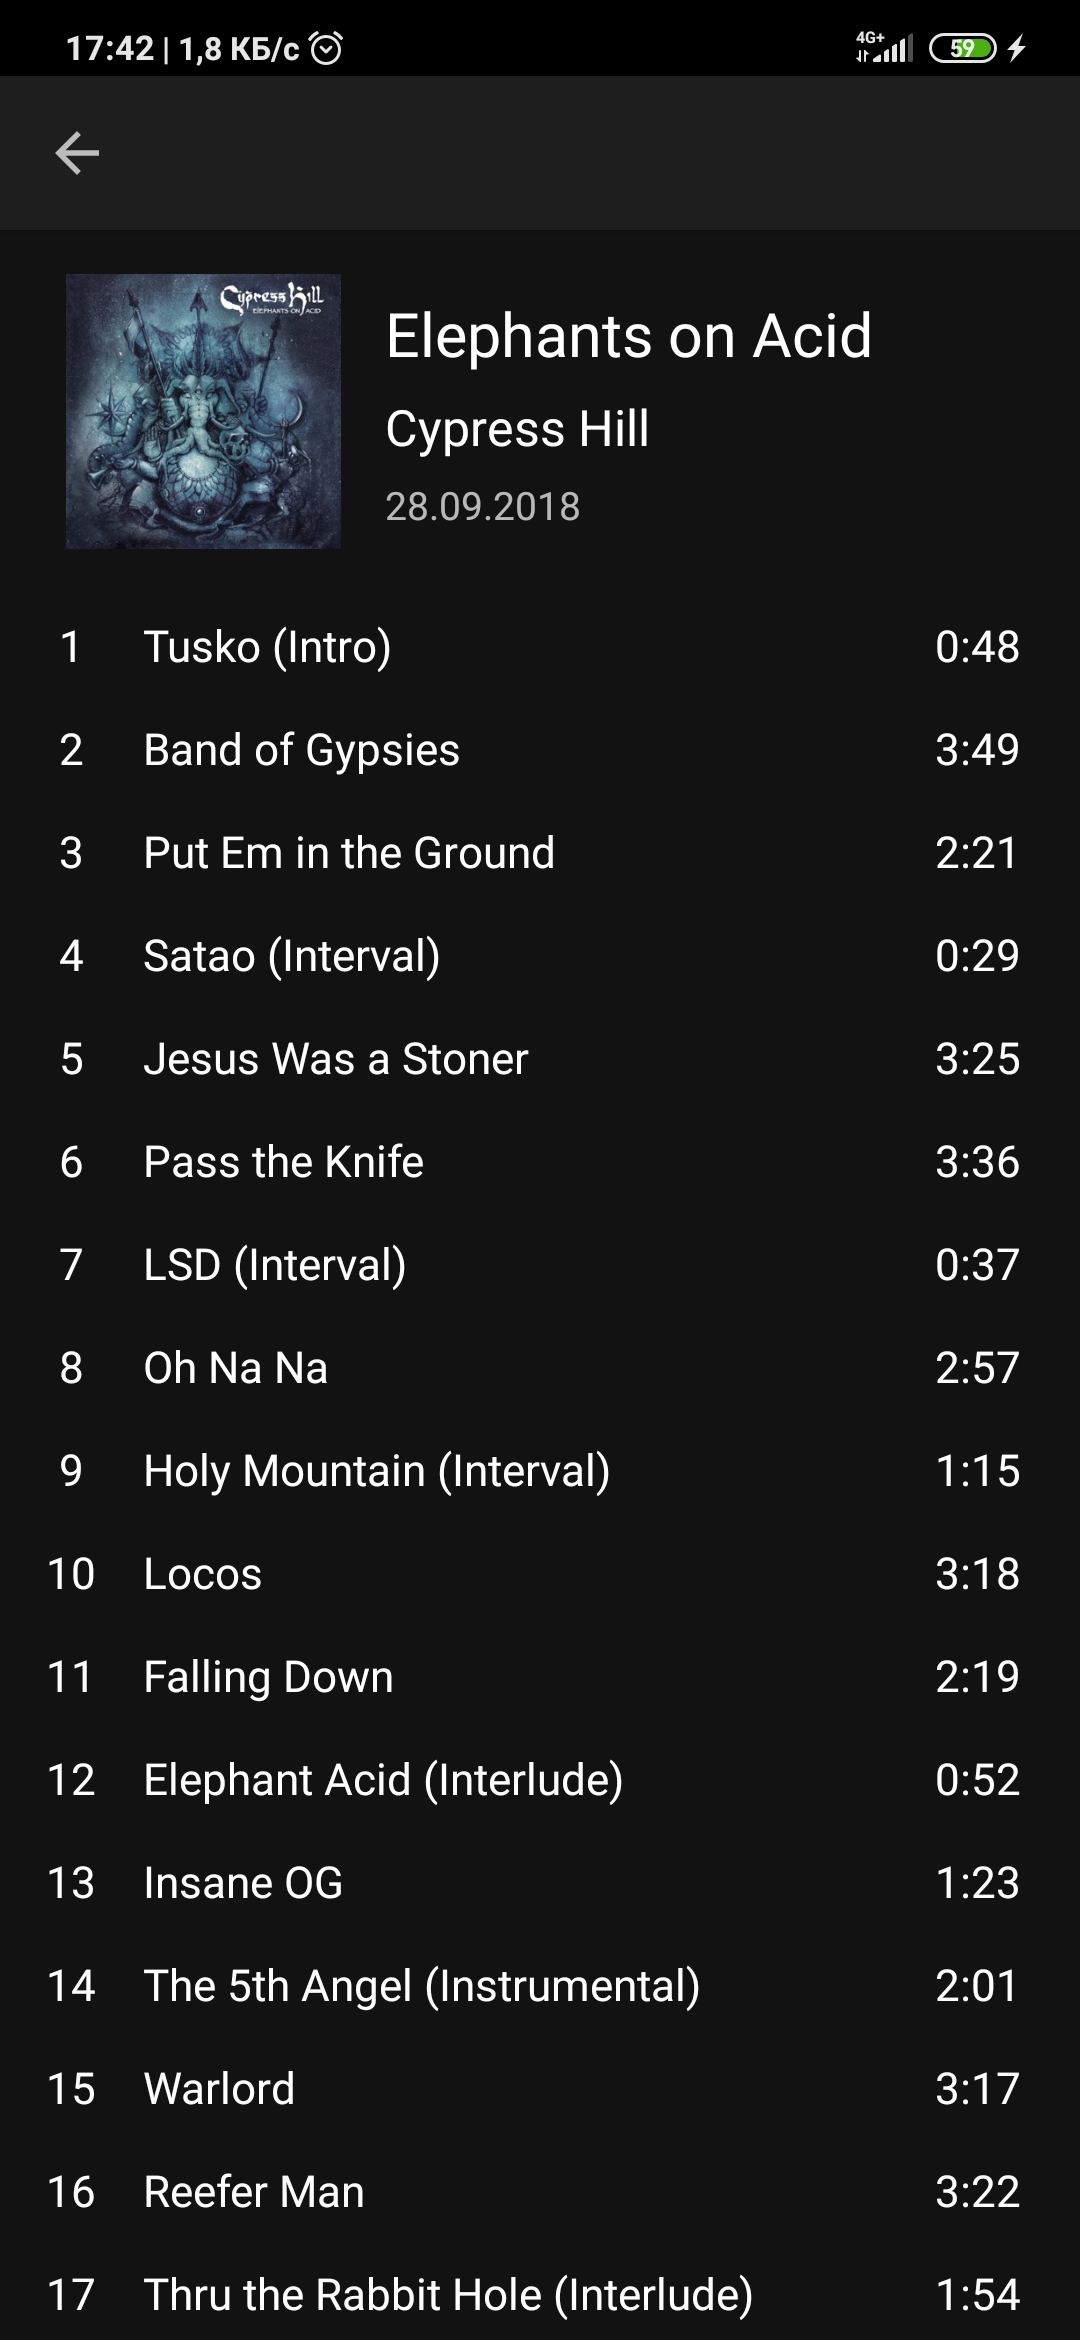 17:42 | 1,8 КБ/с
4G+
59
Cypress Hill
ELEPHANTS ON ACID
Elephants on Acid
Cypress Hill
28.09.2018
1 Tusko (Intro) 0:48
2 Band of Gypsies 3:49
3 Put Em in the Ground 2:21
4 Satao (Interval) 0:29
5 Jesus Was a Stoner 3:25
6 Pass the Knife 3:36
7 LSD (Interval) 0:37
8 Oh Na Na 2:57
9 Holy Mountain (Interval) 1:15
10 Locos 3:18
11 Falling Down 2:19
12 Elephant Acid (Interlude) 0:52
13 Insane OG 1:23
14 The 5th Angel (Instrumental) 2:01
15 Warlord 3:17
16 Reefer Man 3:22
17 Thru the Rabbit Hole (Interlude) 1:54